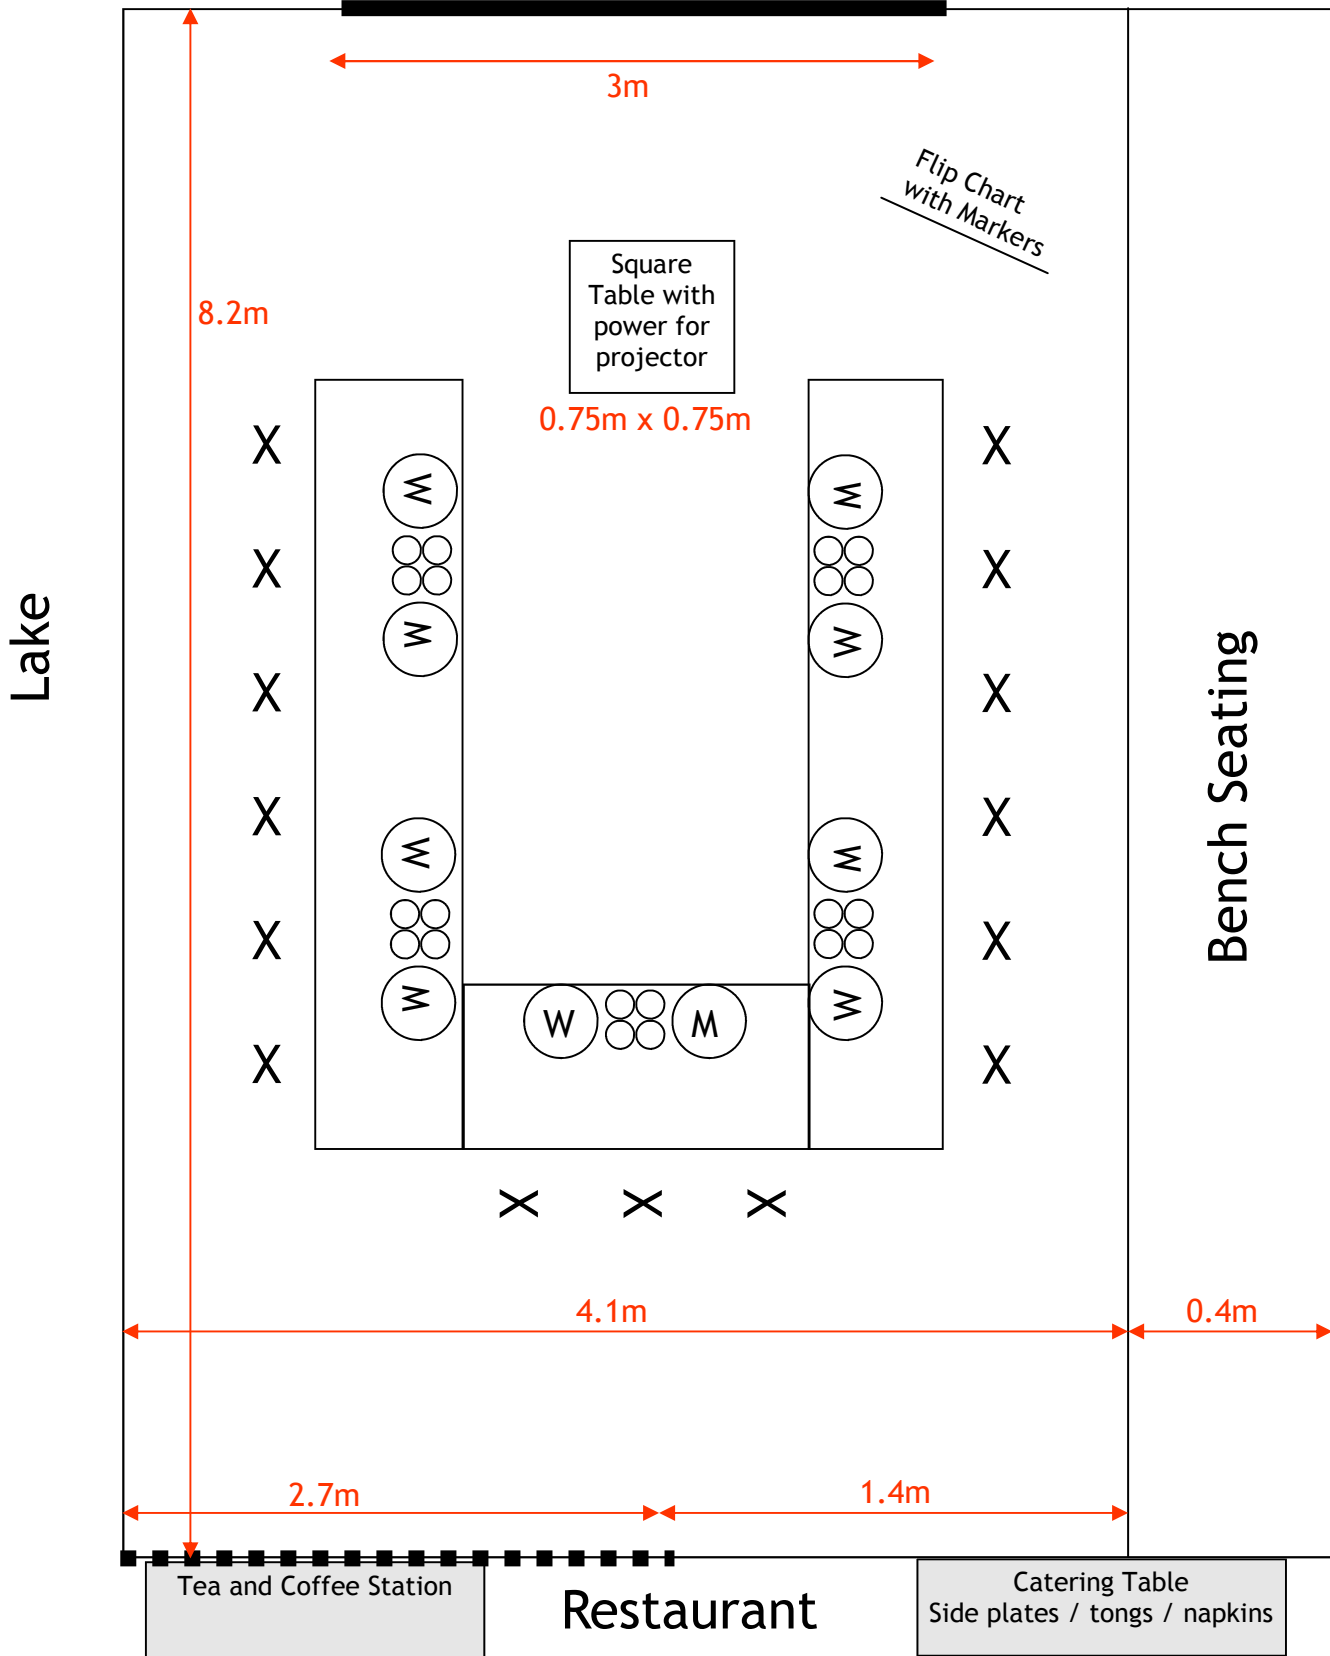 3m
Flip Chart
with Markers
Square
Table with
power for
projector
8.2m
0.75m x 0.75m
X
X
W
W
X
X
W
W
Lake
X
X
Bench Seating
X
X
W
W
X
X
W
W
W
M
X
X
X
X
X
4.1m
0.4m
2.7m
1.4m
Tea and Coffee Station
Restaurant
Catering Table
Side plates / tongs / napkins